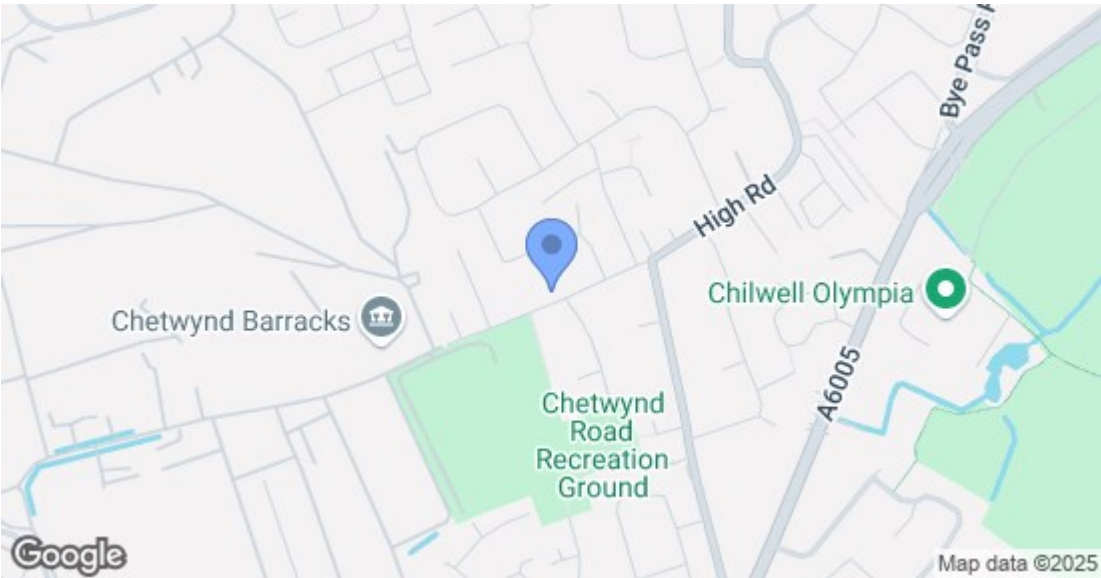 Bye Pass
High Rd
Chilwell Olympia
Chetwynd Barracks
A6005
Chetwynd
Road
Recreation
Ground
Google
Map data ©2025